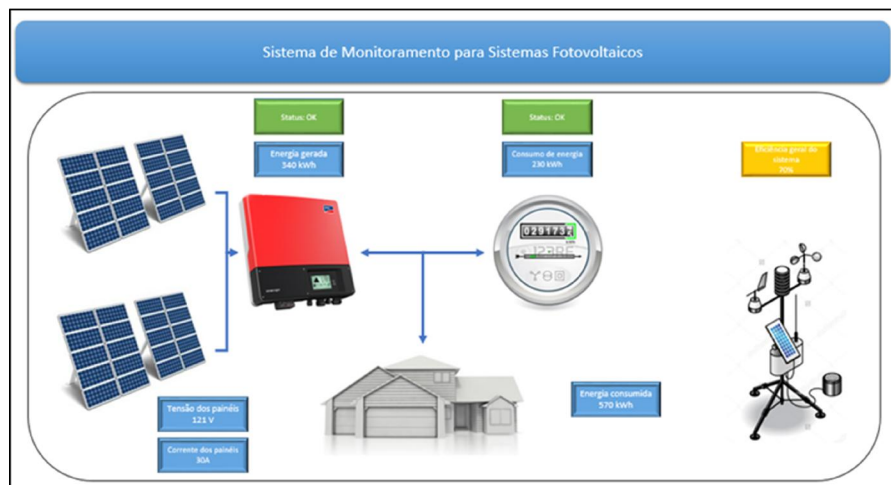 Sistema de Monitoramento para Sistemas Fotovoltaicos
Status: OK
Status: OK
Energia gerada
340 kWh
Consumo de energia
230 kWh
Eficiência geral do
sistema
70%
0291732
Energia consumida
570 kWh
Tensão dos painéis
121 V
Corrente dos painéis
30A